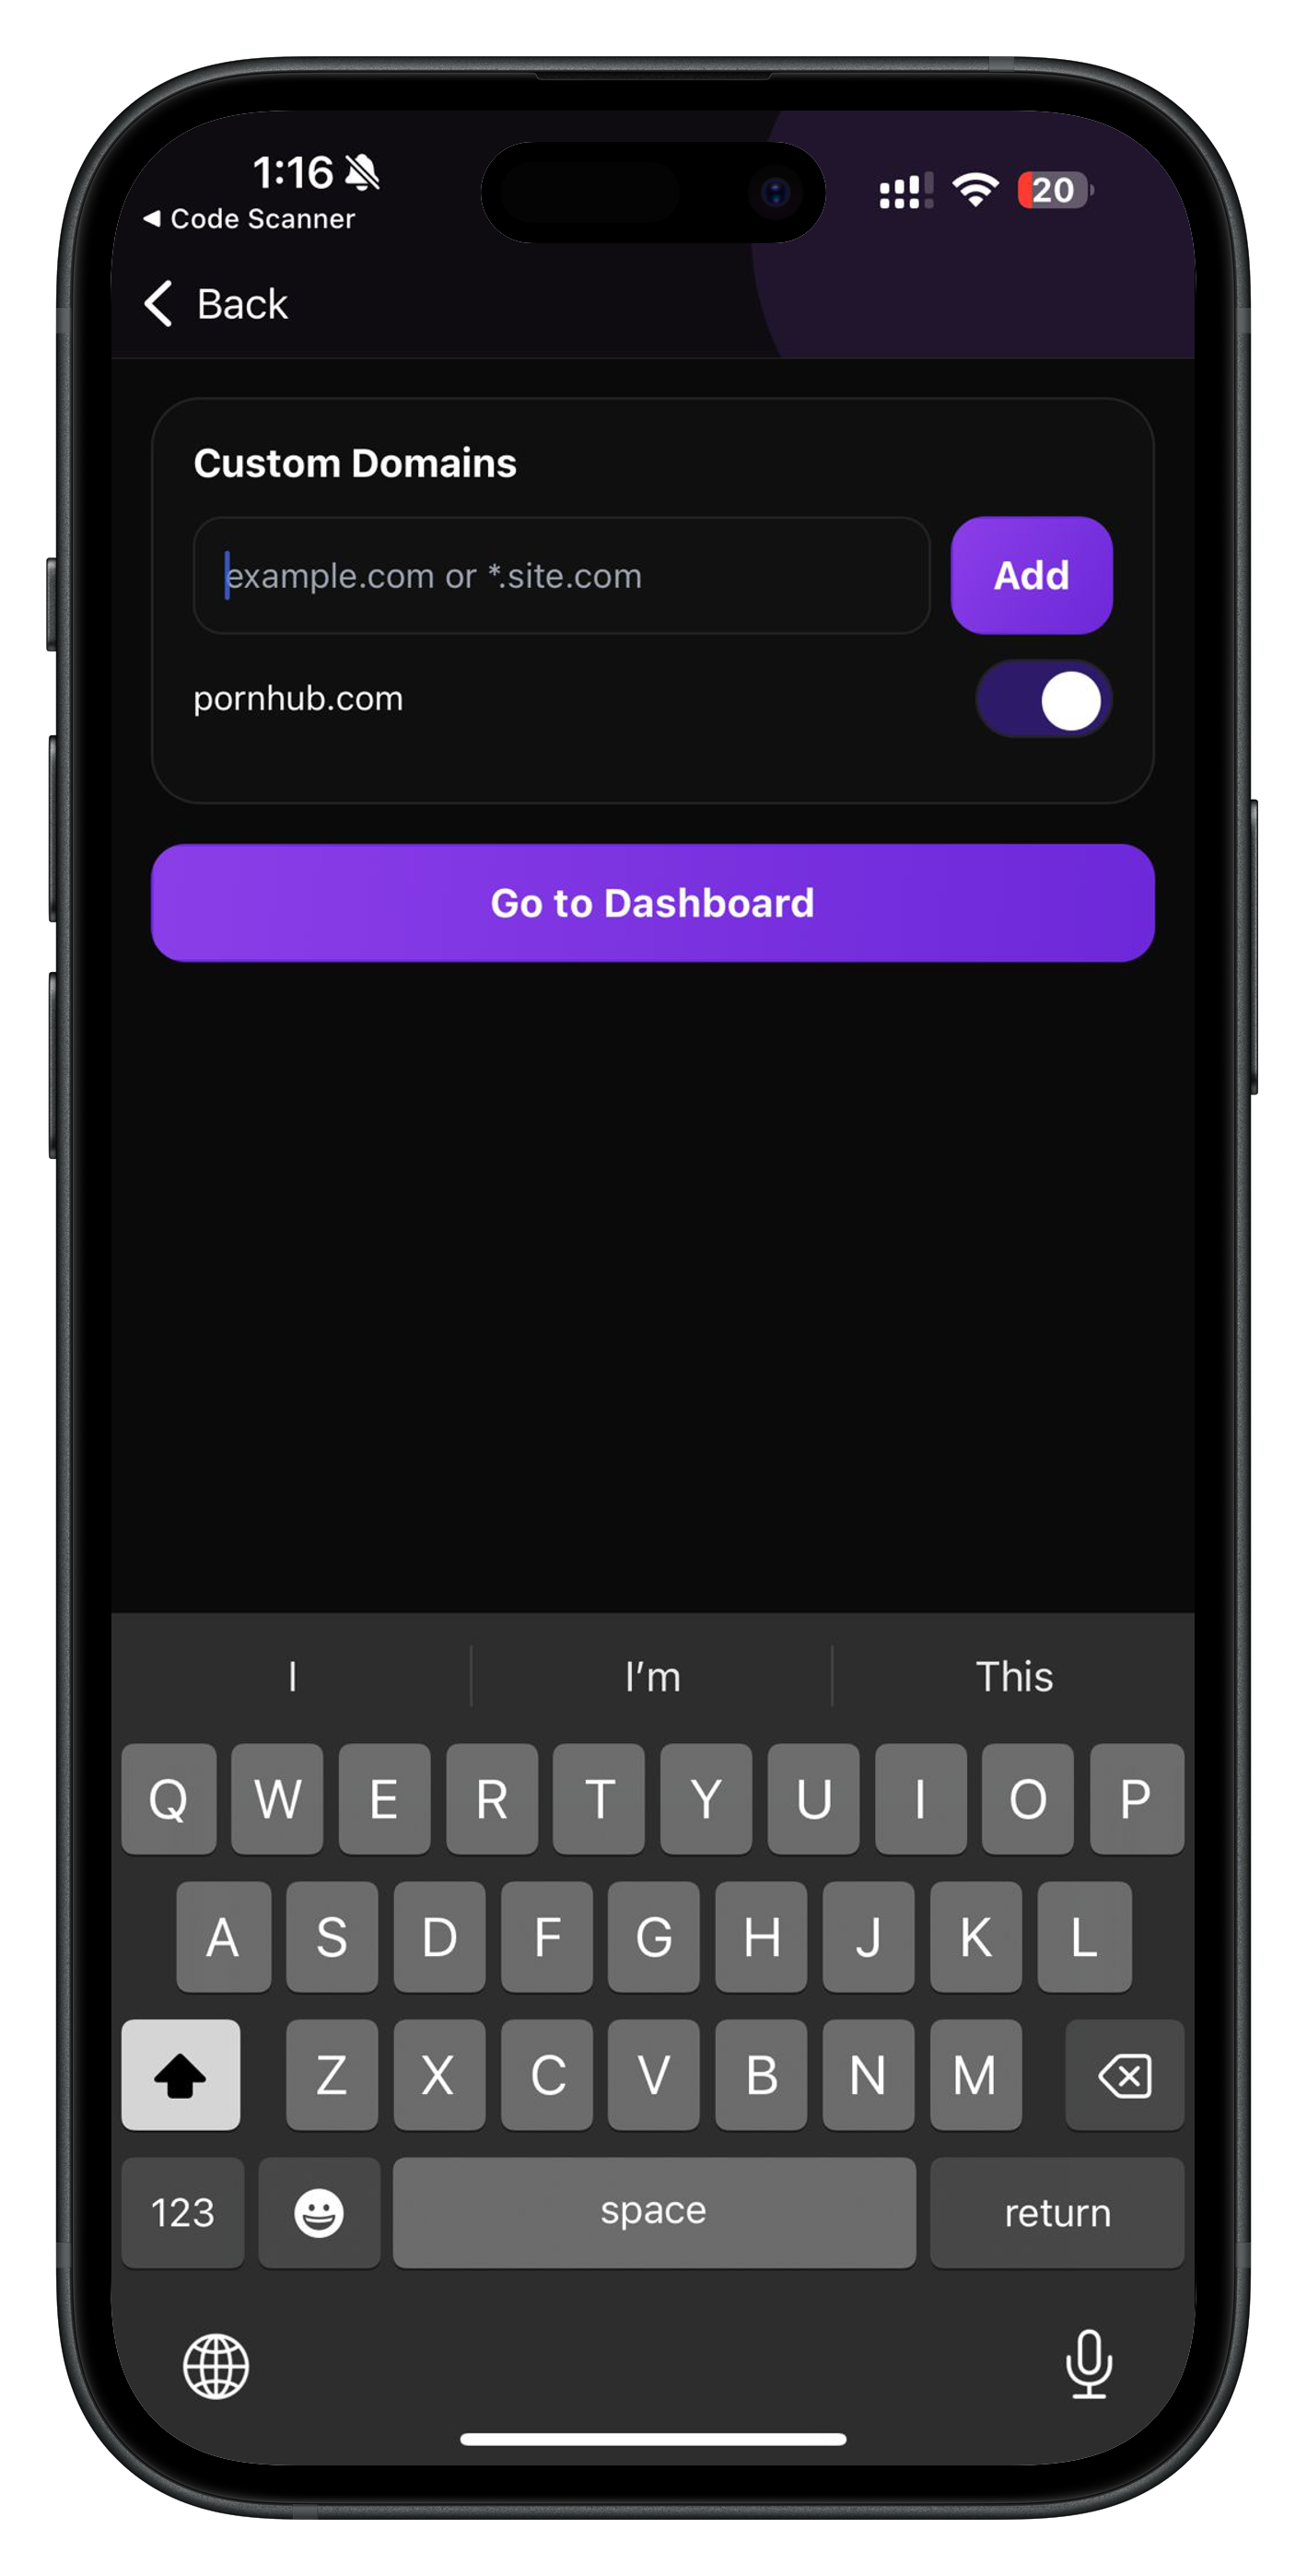 1:16
20
◀ Code Scanner
Back
Custom Domains
example.com or *.site.com
Add
pornhub.com
Go to Dashboard
I I’m This
Q W E R T Y U I O P
A S D F G H J K L
Z X C V B N M
123 space return